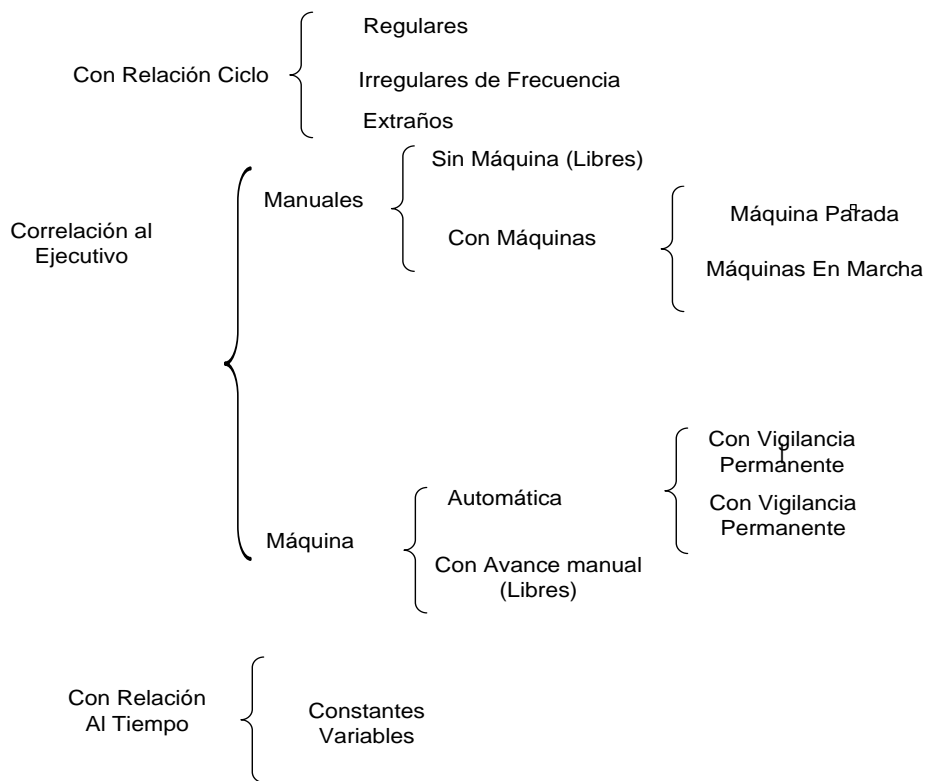 Regulares
Con Relación Ciclo
Irregulares de Frecuencia
Extraños
Sin Máquina (Libres)
Manuales
Con Máquinas
Máquina Parada
Máquinas En Marcha
Correlación al
Ejecutivo
Con Vigilancia
Permanente
Automática
Con Vigilancia
Permanente
Máquina
Con Avance manual
(Libres)
Con Relación
Al Tiempo
Constantes
Variables